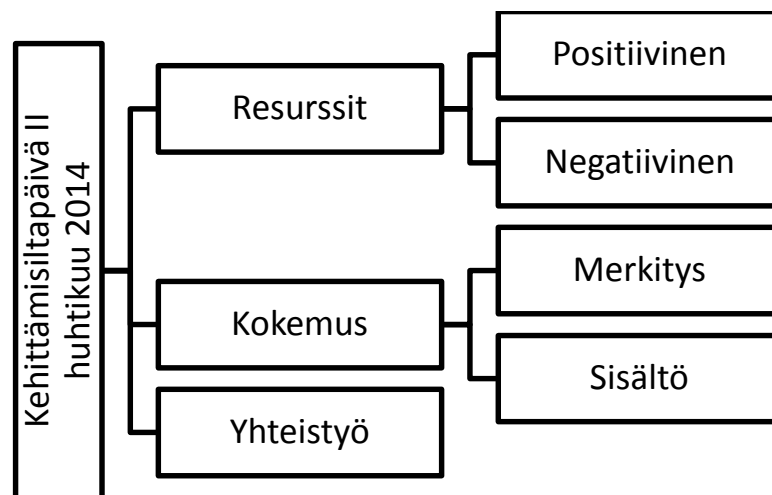 Kehittämisiltapäivä II
huhtikuu 2014
Resurssit
Positiivinen
Negatiivinen
Kokemus
Merkitys
Sisältö
Yhteistyö